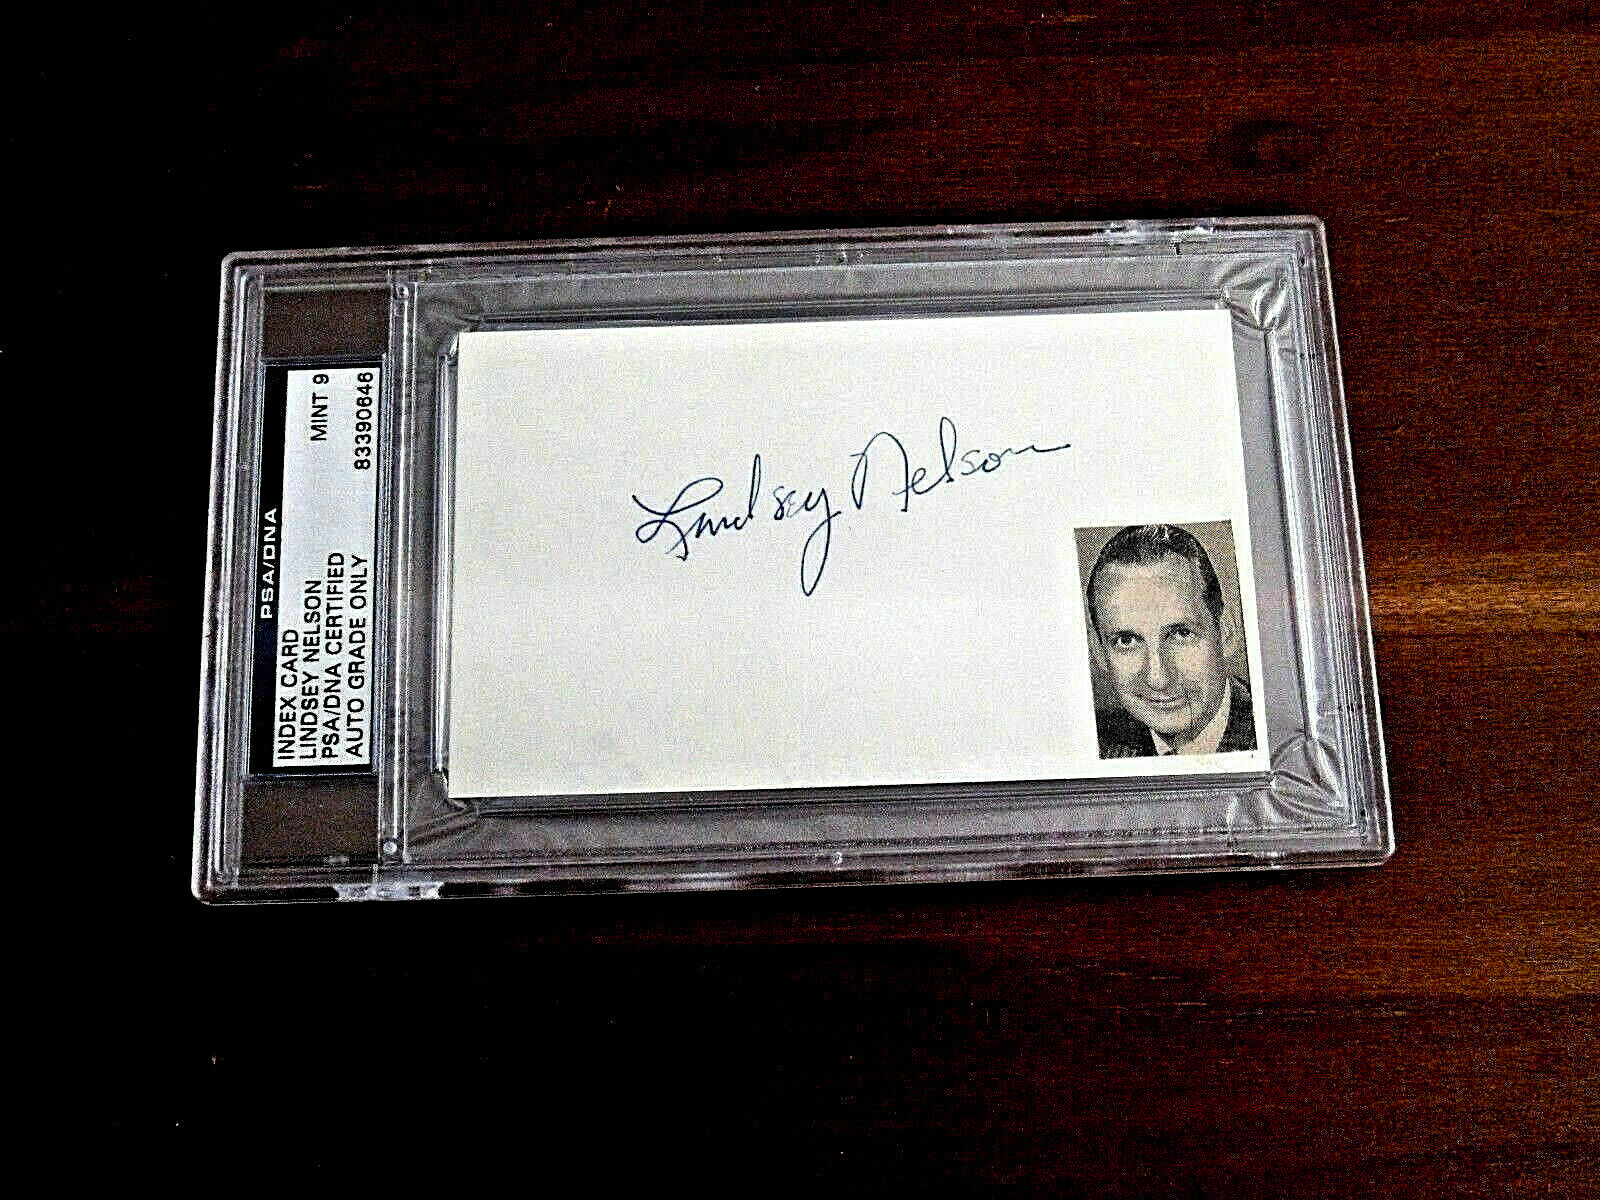 PSA/DNA
INDEX CARD
LINDSEY NELSON
PSA/DNA CERTIFIED
AUTO GRADE ONLY
MINT 9
83390646
Lindsey Nelson